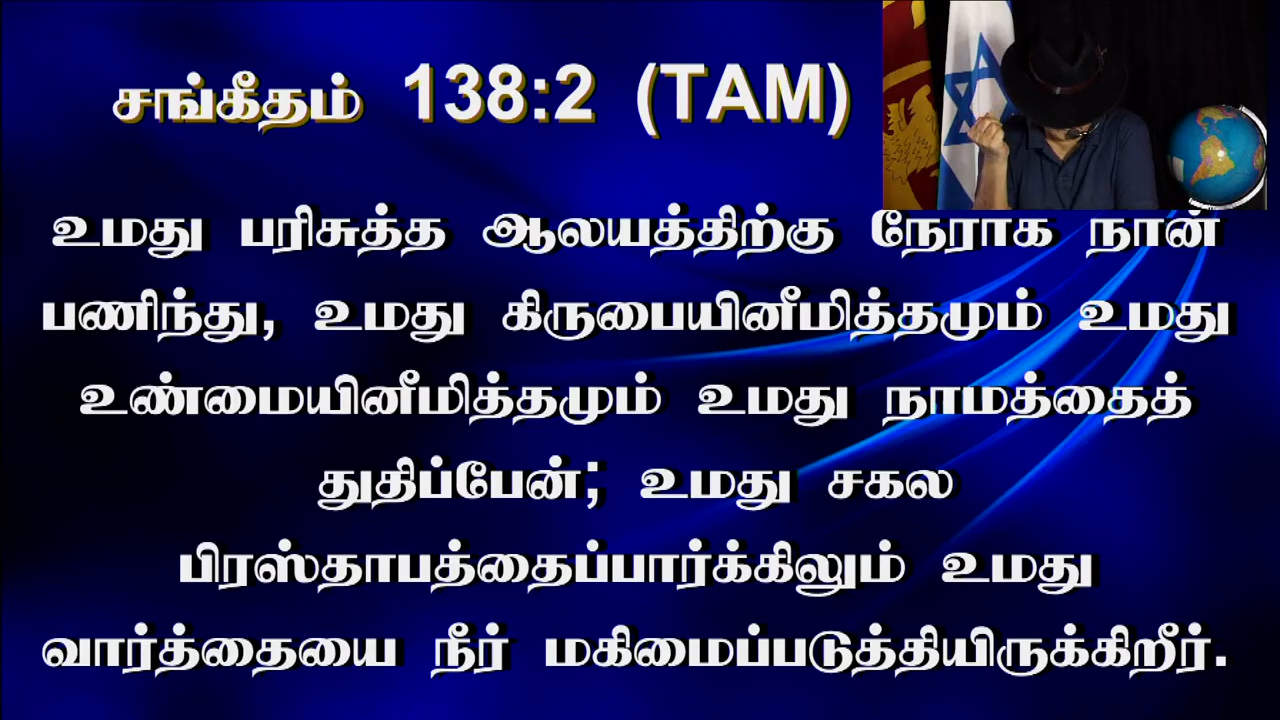 சங்கீதம் 138:2 (TAM)
உமது பரிசுத்த ஆலயத்திற்கு நேராக நான்
பணிந்து, உமது கிருபையினீமித்தமும் உமது
உண்மையினீமித்தமும் உமது நாமத்தைத்
துதிப்பேன்; உமது சகல
பிரஸ்தாபத்தைப்பார்க்கிலும் உமது
வார்த்தையை நீர் மகிமைப்படுத்தியிருக்கிறீர்.